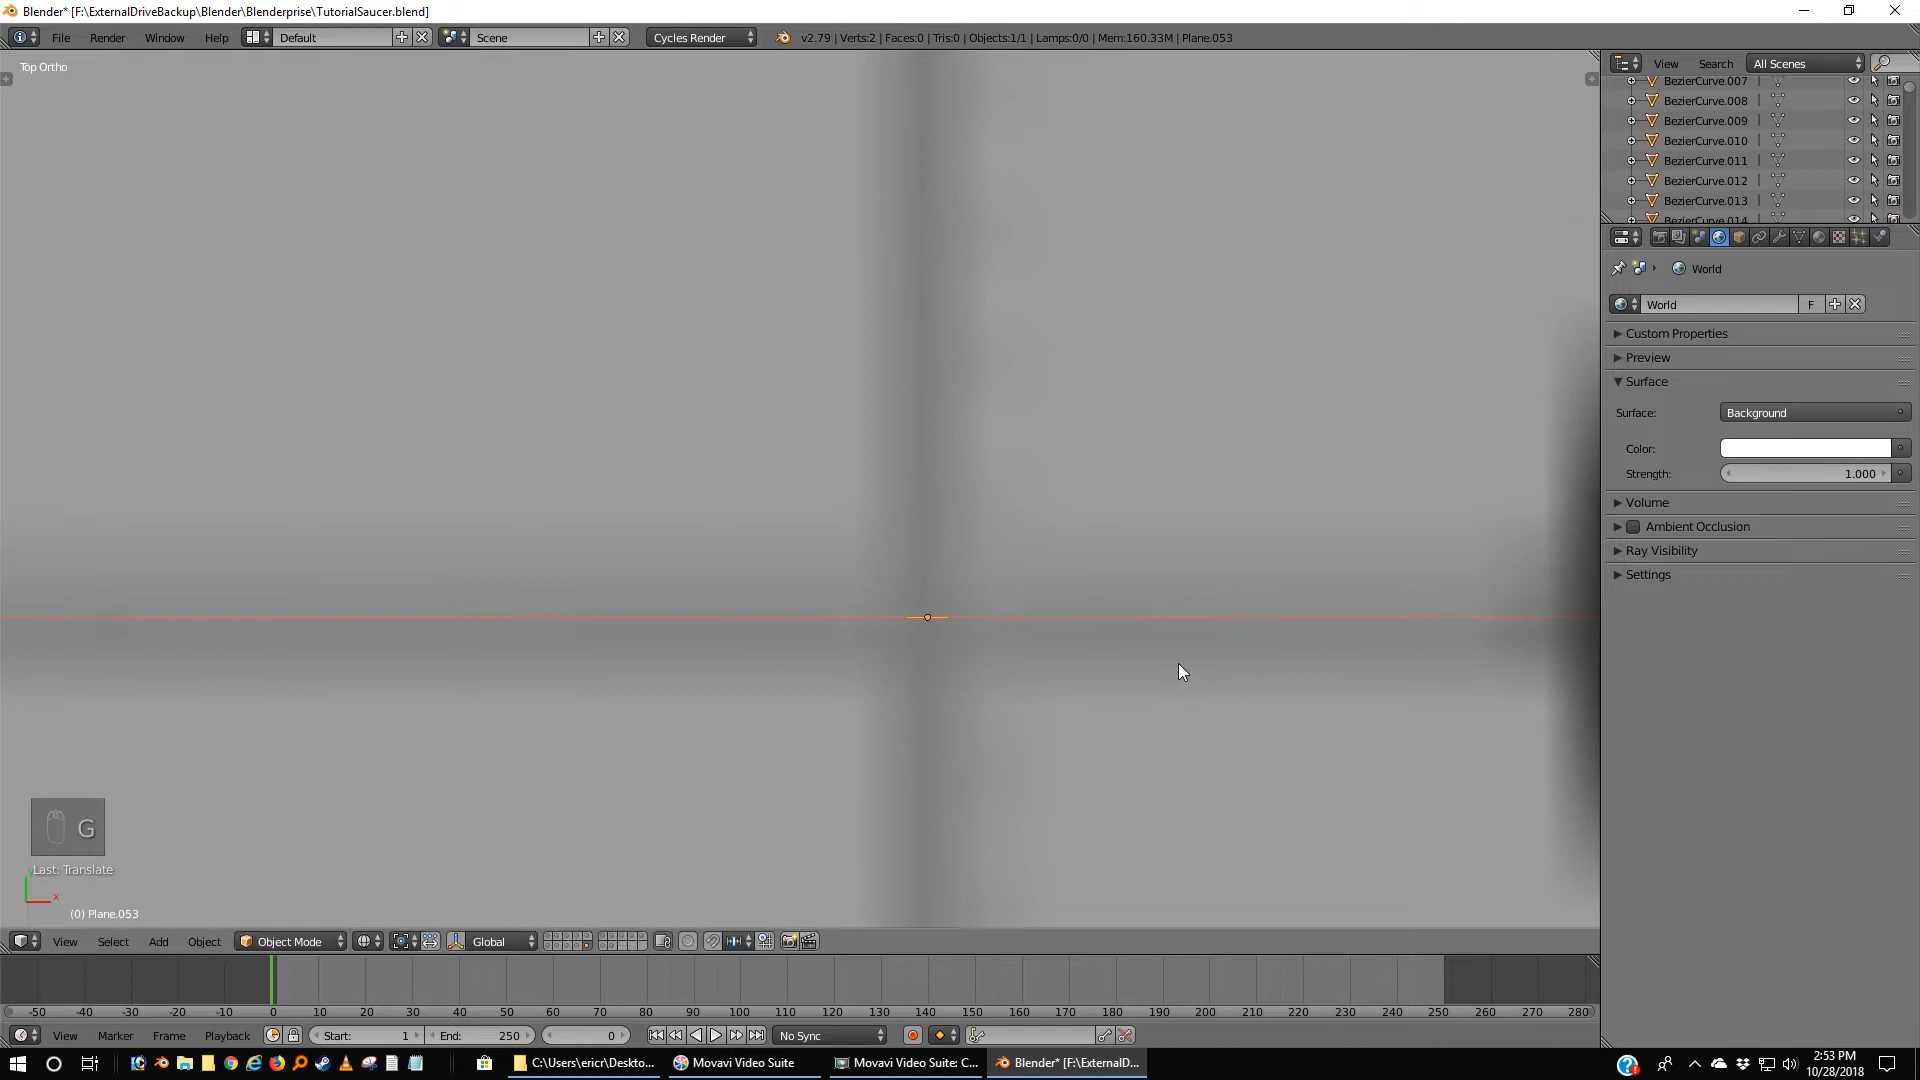 Blender* [F:\ExternalDriveBackup\Blender\Blenderprise\TutorialSaucer.blend]
File Render Window Help Default Scene Cycles Render v2.79 | Verts:2 | Faces:0 | Tris:0 | Objects:1/1 | Lamps:0/0 | Mem:160.33M | Plane.053
Top Ortho
View Search All Scenes
BezierCurve.007
BezierCurve.008
BezierCurve.009
BezierCurve.010
BezierCurve.011
BezierCurve.012
BezierCurve.013
BezierCurve.014
World
World F
Custom Properties
Preview
Surface
Surface: Background
Color:
Strength: 1.000
Volume
Ambient Occlusion
Ray Visibility
Settings
G
Last: Translate
y
x
(0) Plane.053
View Select Add Object Object Mode Global
-50 -40 -30 -20 -10 0 10 20 30 40 50 60 70 80 90 100 110 120 130 140 150 160 170 180 190 200 210 220 230 240 250 260 270 280
View Marker Frame Playback Start: 1 End: 250 0 No Sync
C:\Users\ericr\Deskto... Movavi Video Suite Movavi Video Suite: C... Blender* [F:\ExternalD...
2:53 PM
10/28/2018